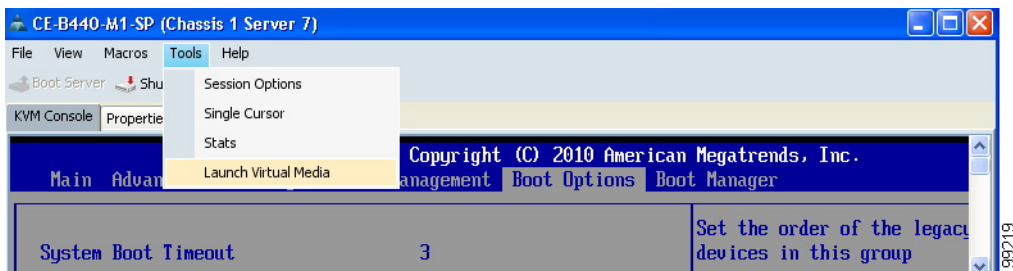 CE-B440-M1-SP (Chassis 1 Server 7)
File View Macros Tools Help
Boot Server Shu
Session Options
KVM Console Propertie
Single Cursor
Stats
Launch Virtual Media
Copyright (C) 2010 American Megatrends, Inc.
Main Advan anagement Boot Options Boot Manager
System Boot Timeout 3
Set the order of the legacy
devices in this group
99219